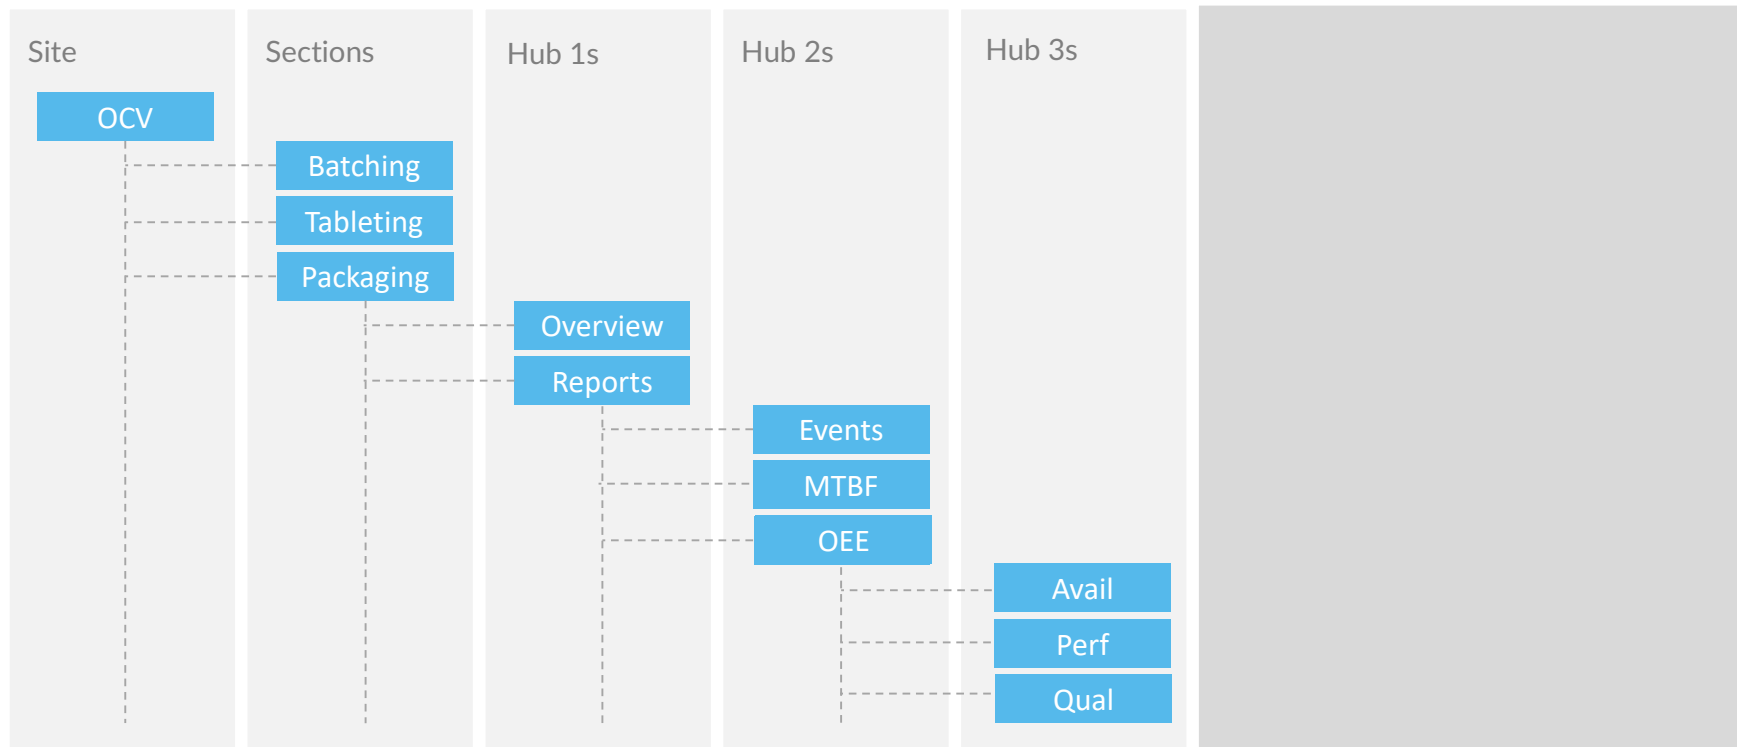 Site
Sections
Hub 1s
Hub 2s
Hub 3s
OCV
Batching
Tableting
Packaging
Overview
Reports
Events
MTBF
OEE
Avail
Perf
Qual